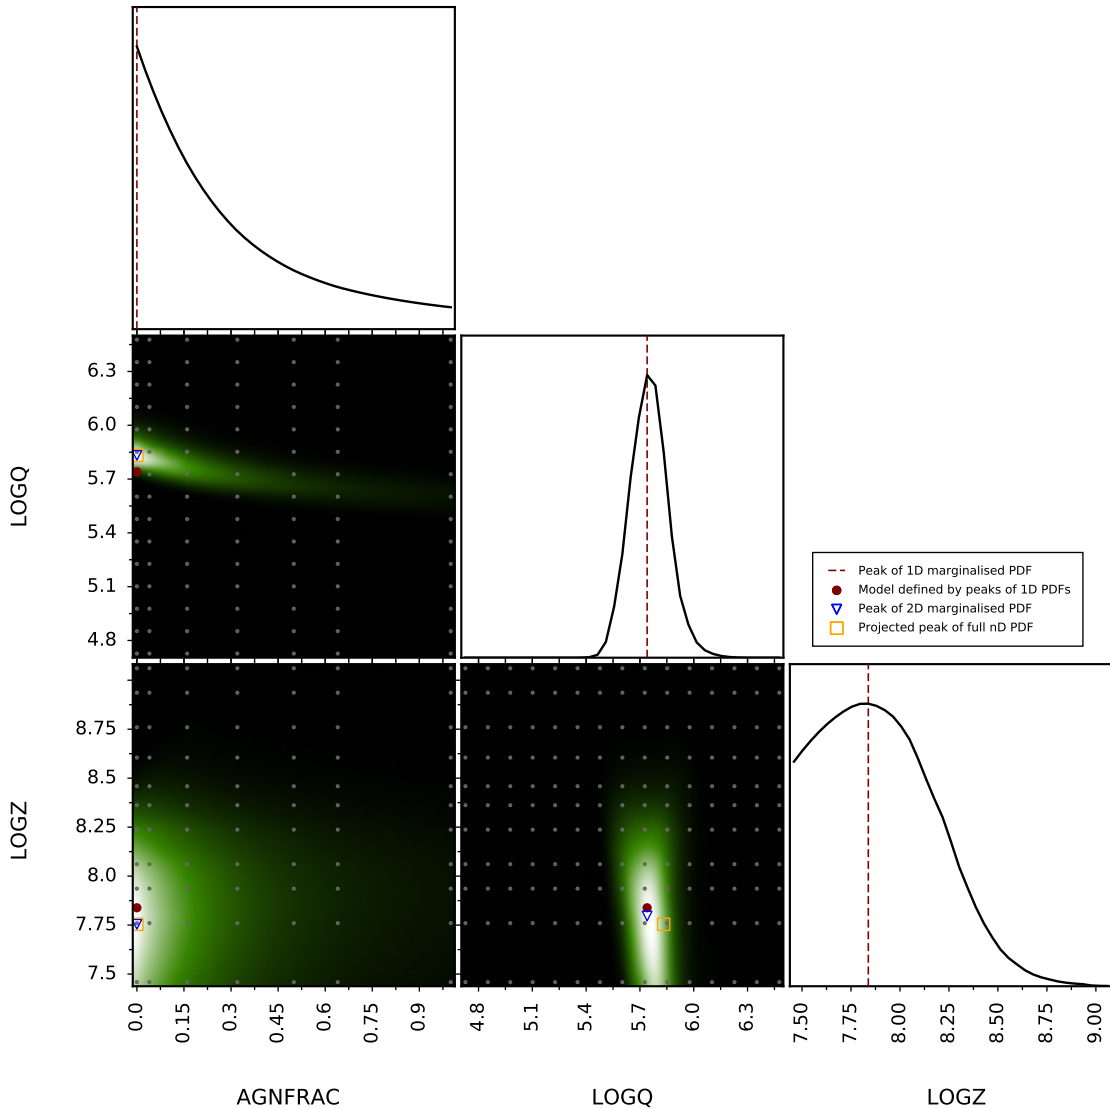 6.3
6.0
5.7
5.4
5.1
4.8
LOGQ
Peak of 1D marginalised PDF
Model defined by peaks of 1D PDFs
Peak of 2D marginalised PDF
Projected peak of full nD PDF
8.75
8.5
8.25
8.0
7.75
7.5
LOGZ
0.0 0.15 0.3 0.45 0.6 0.75 0.9
4.8 5.1 5.4 5.7 6.0 6.3
7.50 7.75 8.00 8.25 8.50 8.75 9.00
AGNFRAC LOGQ LOGZ